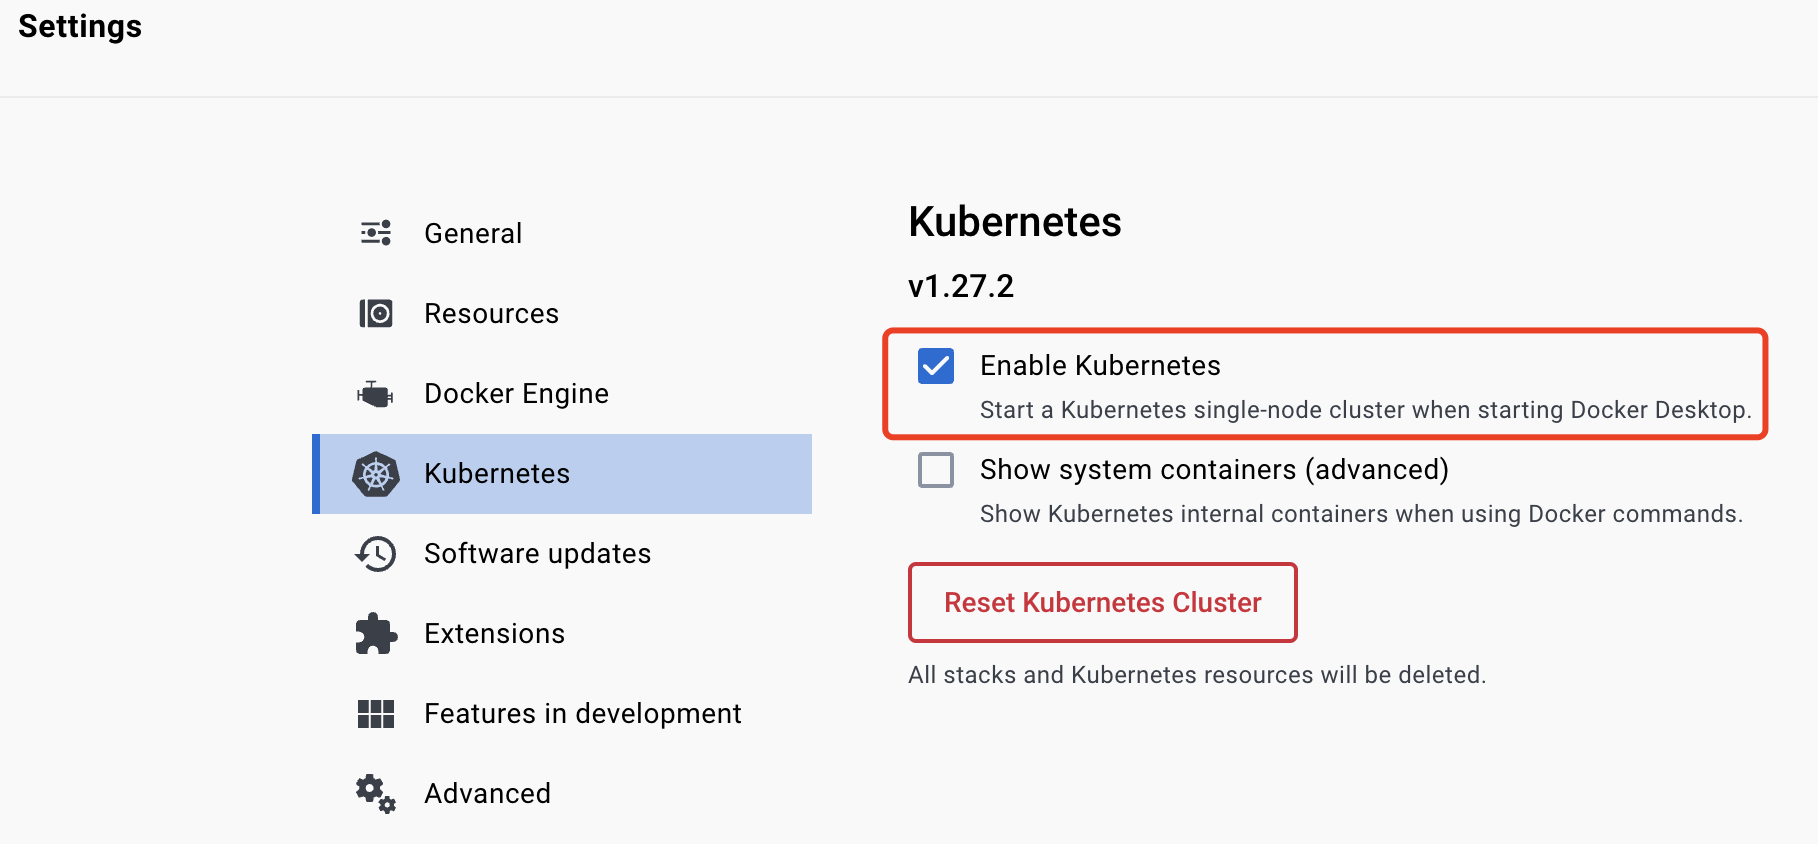 Settings
General
Resources
Docker Engine
Kubernetes
Software updates
Extensions
Features in development
Advanced
Kubernetes
v1.27.2
Enable Kubernetes
Start a Kubernetes single-node cluster when starting Docker Desktop.
Show system containers (advanced)
Show Kubernetes internal containers when using Docker commands.
Reset Kubernetes Cluster
All stacks and Kubernetes resources will be deleted.